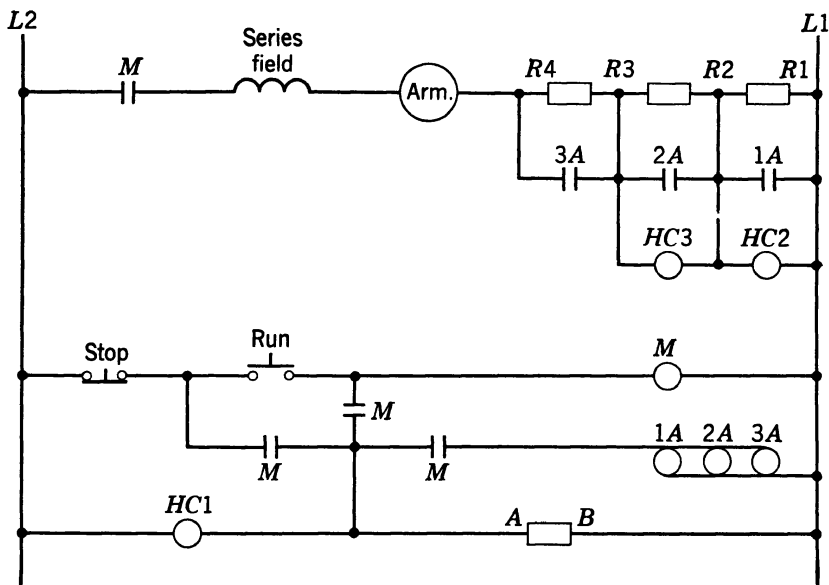 L2
L1
Series
field
M
Arm.
R4
R3
R2
R1
3A
2A
1A
HC3
HC2
Stop
Run
M
M
M
M
1A 2A 3A
HC1
A
B